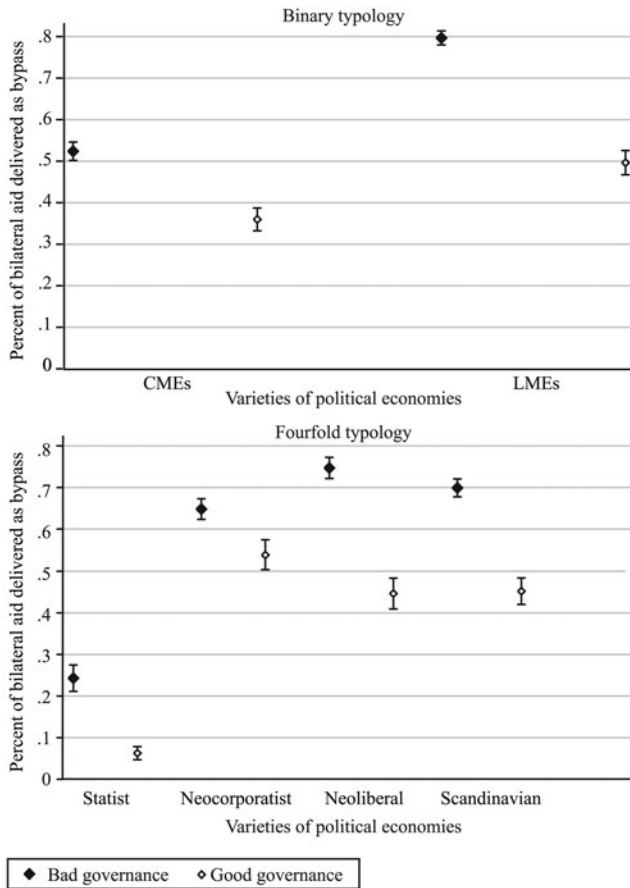 Binary typology
Percent of bilateral aid delivered as bypass
.8
.7
.6
.5
.4
.3
.2
.1
0
CMEs LMEs
Varieties of political economies
Fourfold typology
Percent of bilateral aid delivered as bypass
.8
.7
.6
.5
.4
.3
.2
.1
0
Statist Neocorporatist Neoliberal Scandinavian
Varieties of political economies
Bad governance Good governance